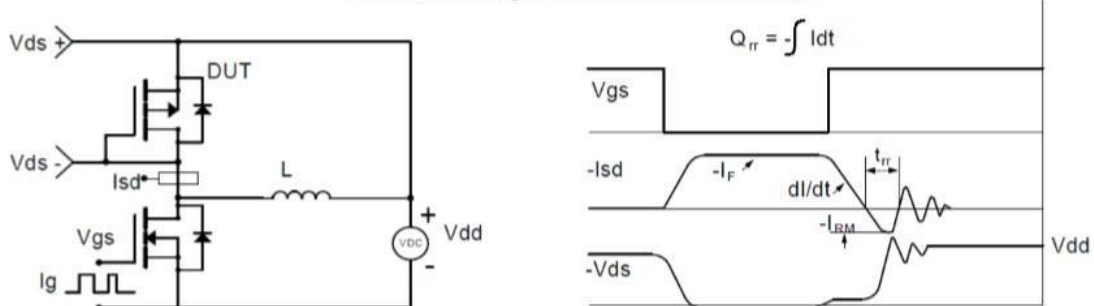 Vds +
DUT
Vds -
Isd
L
Vgs
Ig
VDC
+
-
Vdd
Qrr = -∫ Idt
Vgs
-Isd
-IF
dI/dt
trr
-IRM
Vdd
-Vds